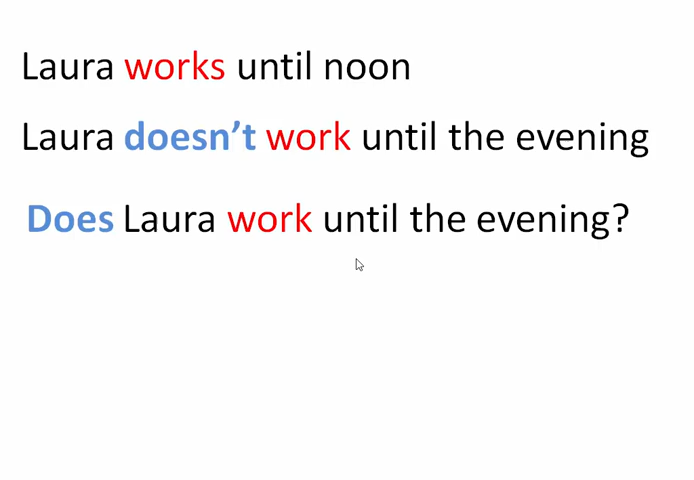 Laura works until noon
Laura doesn’t work until the evening
Does Laura work until the evening?